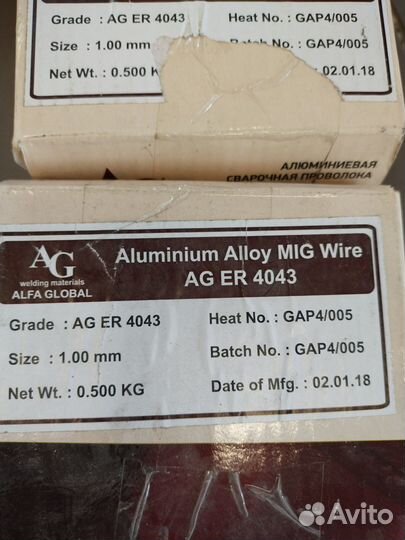 Grade : AG ER 4043 Heat No. : GAP4/005
Size : 1.00 mm Batch No. : GAP4/005
Net Wt. : 0.500 KG : 02.01.18
АЛЮМИНИЕВАЯ
СВАРОЧНАЯ ПРОВОЛОКА
AG
welding materials
ALFA GLOBAL
Aluminium Alloy MIG Wire
AG ER 4043
Grade : AG ER 4043 Heat No. : GAP4/005
Size : 1.00 mm Batch No. : GAP4/005
Net Wt. : 0.500 KG Date of Mfg. : 02.01.18
Avito